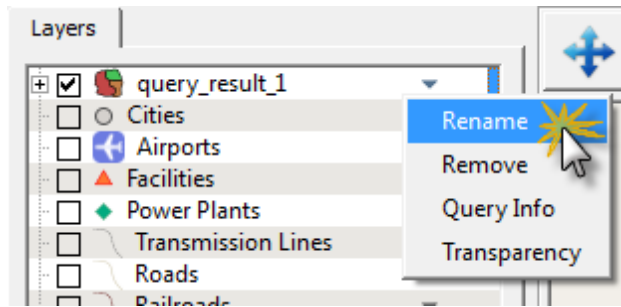 Layers
query_result_1
Cities
Airports
Facilities
Power Plants
Transmission Lines
Roads
Railroads
Rename
Remove
Query Info
Transparency